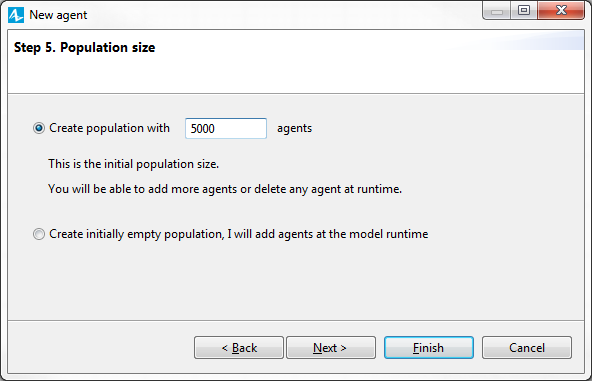 New agent
Step 5. Population size
Create population with 5000 agents
This is the initial population size.
You will be able to add more agents or delete any agent at runtime.
Create initially empty population, I will add agents at the model runtime
< Back Next > Finish Cancel